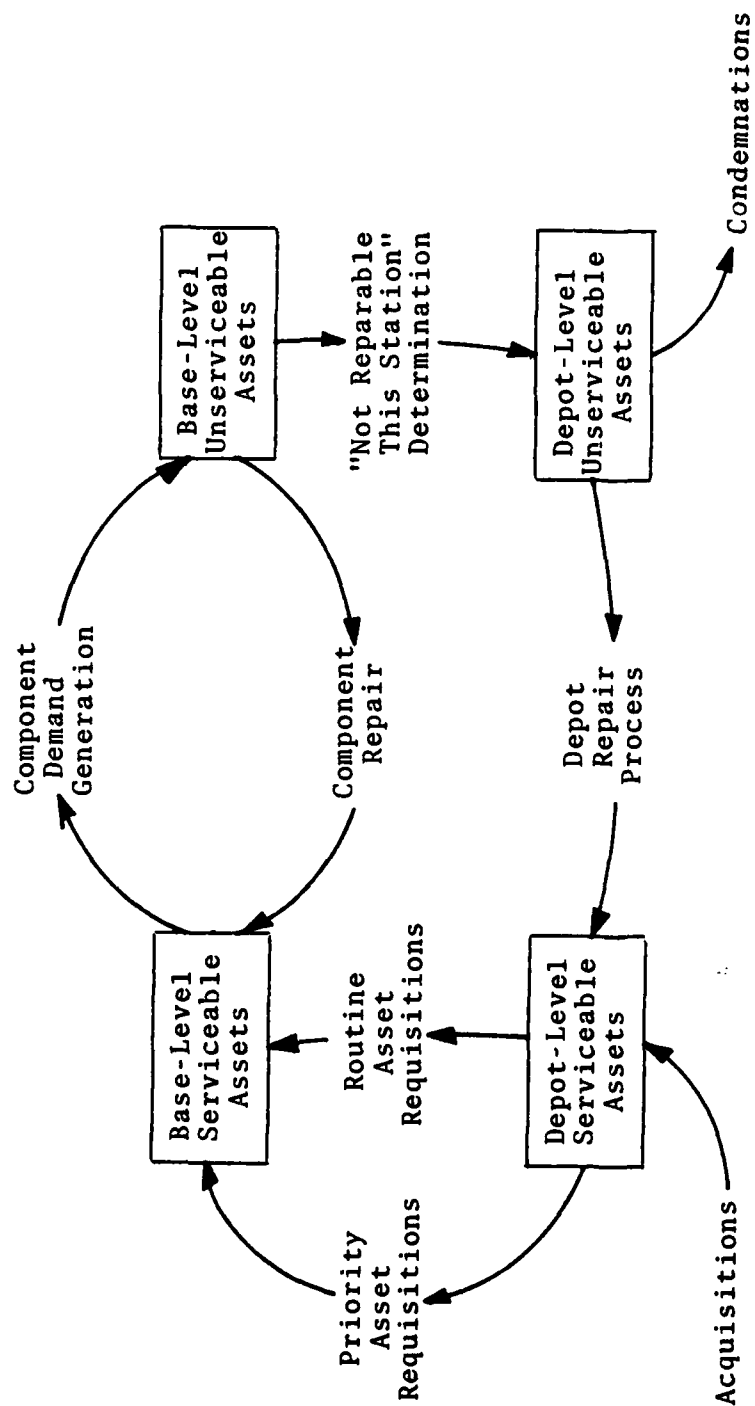 Component
Demand
Generation
Base-Level
Serviceable
Assets
Base-Level
Unserviceable
Assets
Component
Repair
Priority
Asset
Requisitions
Routine
Asset
Requisitions
"Not Reparable
This Station"
Determination
Depot-Level
Serviceable
Assets
Depot
Repair
Process
Depot-Level
Unserviceable
Assets
Acquisitions
Condemnations